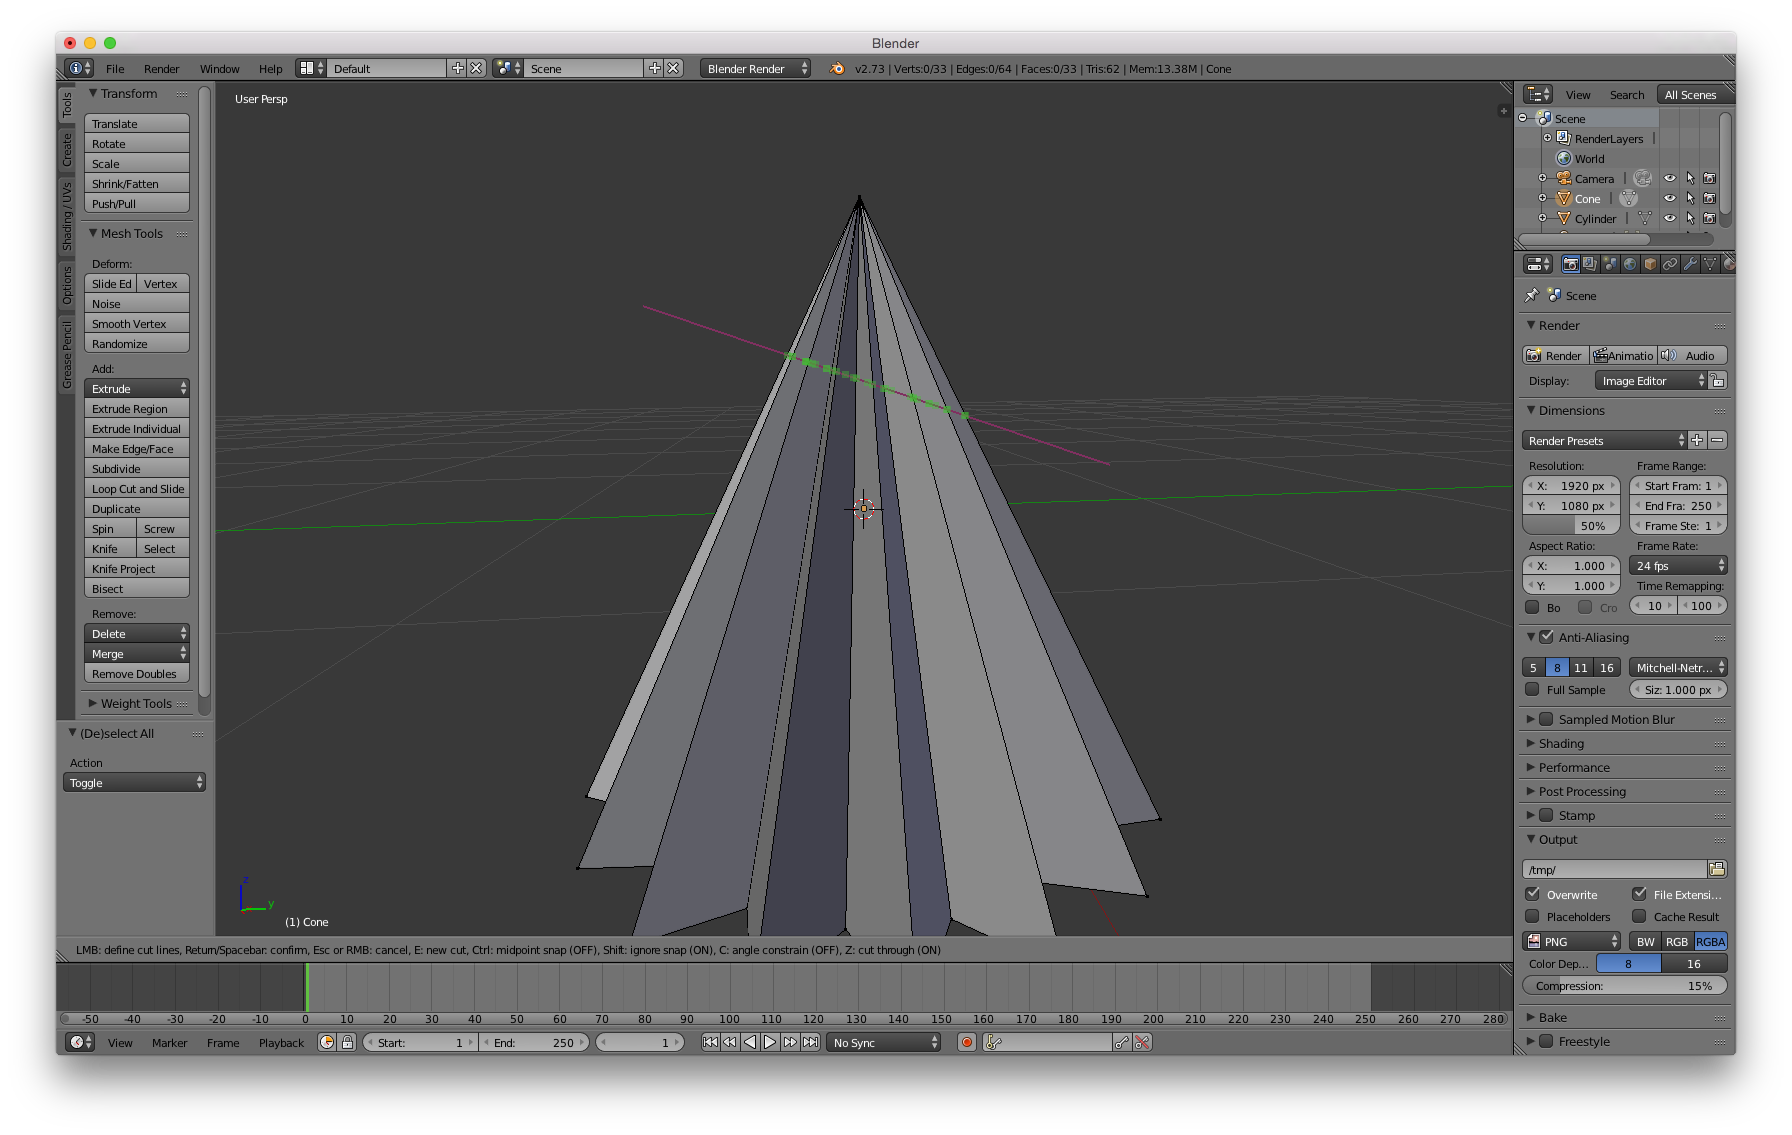 Blender
File Render Window Help Default Scene Blender Render v2.73 | Verts:0/33 | Edges:0/64 | Faces:0/33 | Tris:62 | Mem:13.38M | Cone
Tools
Create
Shading / UVs
Options
Grease Pencil
Transform
Translate
Rotate
Scale
Shrink/Fatten
Push/Pull
Mesh Tools
Deform:
Slide Ed Vertex
Noise
Smooth Vertex
Randomize
Add:
Extrude
Extrude Region
Extrude Individual
Make Edge/Face
Subdivide
Loop Cut and Slide
Duplicate
Spin Screw
Knife Select
Knife Project
Bisect
Remove:
Delete
Merge
Remove Doubles
Weight Tools
(De)select All
Action
Toggle
User Persp
z
y
(1) Cone
LMB: define cut lines, Return/Spacebar: confirm, Esc or RMB: cancel, E: new cut, Ctrl: midpoint snap (OFF), Shift: ignore snap (ON), C: angle constrain (OFF), Z: cut through (ON)
-50 -40 -30 -20 -10 0 10 20 30 40 50 60 70 80 90 100 110 120 130 140 150 160 170 180 190 200 210 220 230 240 250 260 270 280
View Marker Frame Playback Start: 1 End: 250 1 No Sync
View Search All Scenes
Scene
RenderLayers |
World
Camera |
Cone |
Cylinder |
Scene
Render
Render Animatio Audio
Display: Image Editor
Dimensions
Render Presets
Resolution: Frame Range:
X: 1920 px Start Fram: 1
Y: 1080 px End Fra: 250
50% Frame Ste: 1
Aspect Ratio: Frame Rate:
X: 1.000 24 fps
Y: 1.000 Time Remapping:
Bo Cro 10 100
Anti-Aliasing
5 8 11 16 Mitchell-Netr...
Full Sample Siz: 1.000 px
Sampled Motion Blur
Shading
Performance
Post Processing
Stamp
Output
/tmp/
Overwrite File Extensi...
Placeholders Cache Result
PNG BW RGB RGBA
Color Dep... 8 16
Compression: 15%
Bake
Freestyle